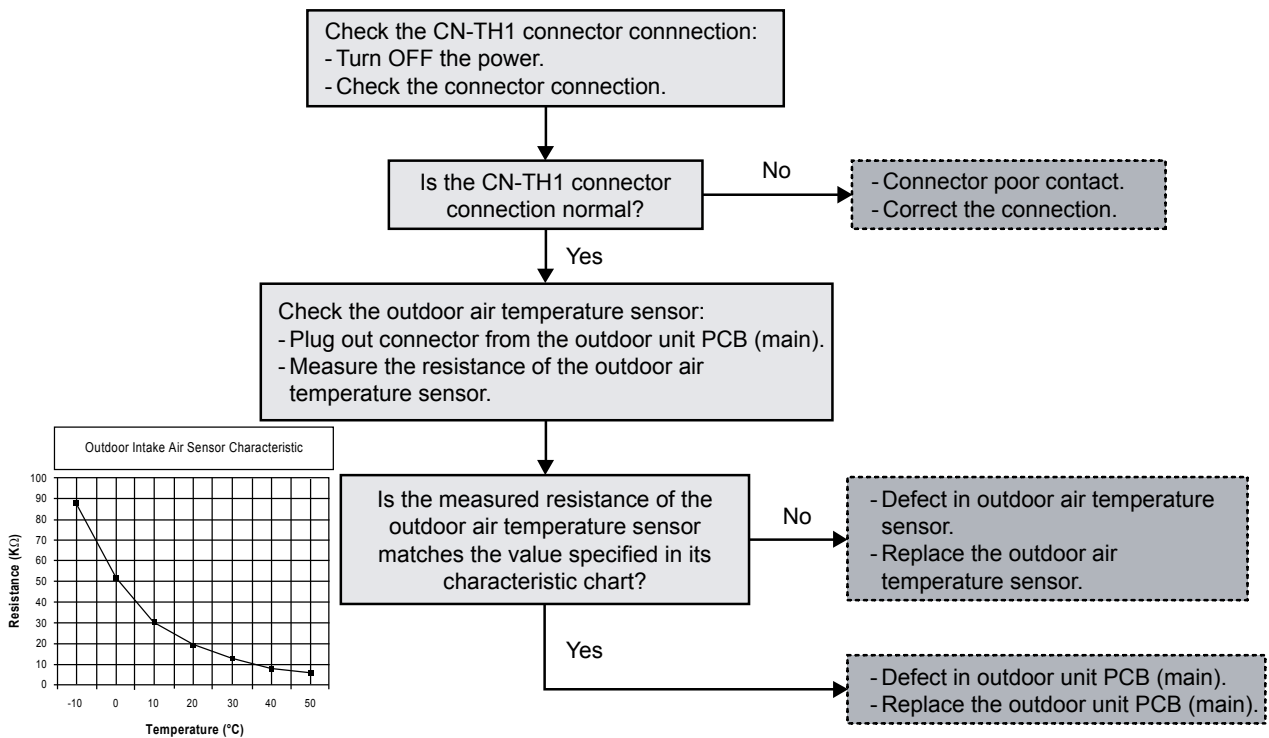 Check the CN-TH1 connector connnection:
- Turn OFF the power.
- Check the connector connection.
Is the CN-TH1 connector
connection normal?
No
- Connector poor contact.
- Correct the connection.
Yes
Check the outdoor air temperature sensor:
- Plug out connector from the outdoor unit PCB (main).
- Measure the resistance of the outdoor air
temperature sensor.
Outdoor Intake Air Sensor Characteristic
100
90
80
70
60
50
40
30
20
10
0
Resistance (KΩ)
-10 0 10 20 30 40 50
Temperature (°C)
Is the measured resistance of the
outdoor air temperature sensor
matches the value specified in its
characteristic chart?
No
- Defect in outdoor air temperature
sensor.
- Replace the outdoor air
temperature sensor.
Yes
- Defect in outdoor unit PCB (main).
- Replace the outdoor unit PCB (main).